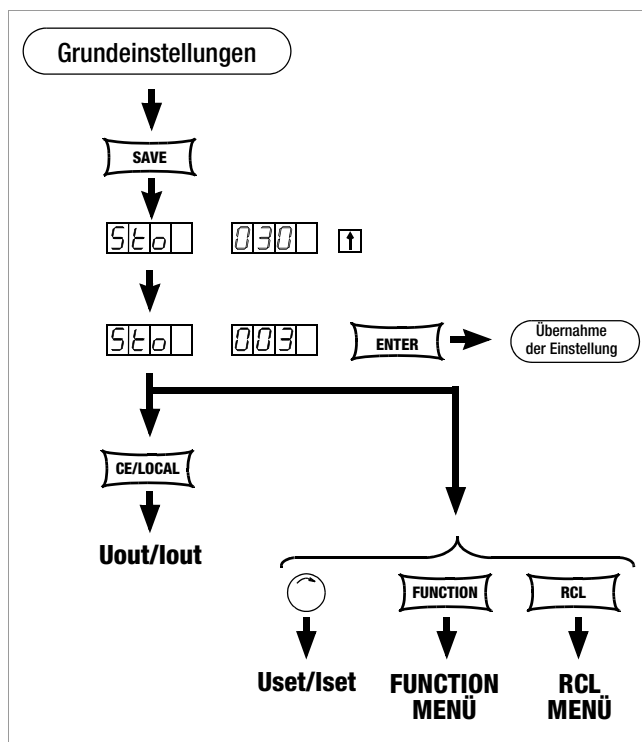 Grundeinstellungen
SAVE
Sto 030 ↑
Sto 003 ENTER Übernahme
der Einstellung
CE/LOCAL
Uout/Iout
FUNCTION RCL
Uset/Iset FUNCTION RCL
MENÜ MENÜ